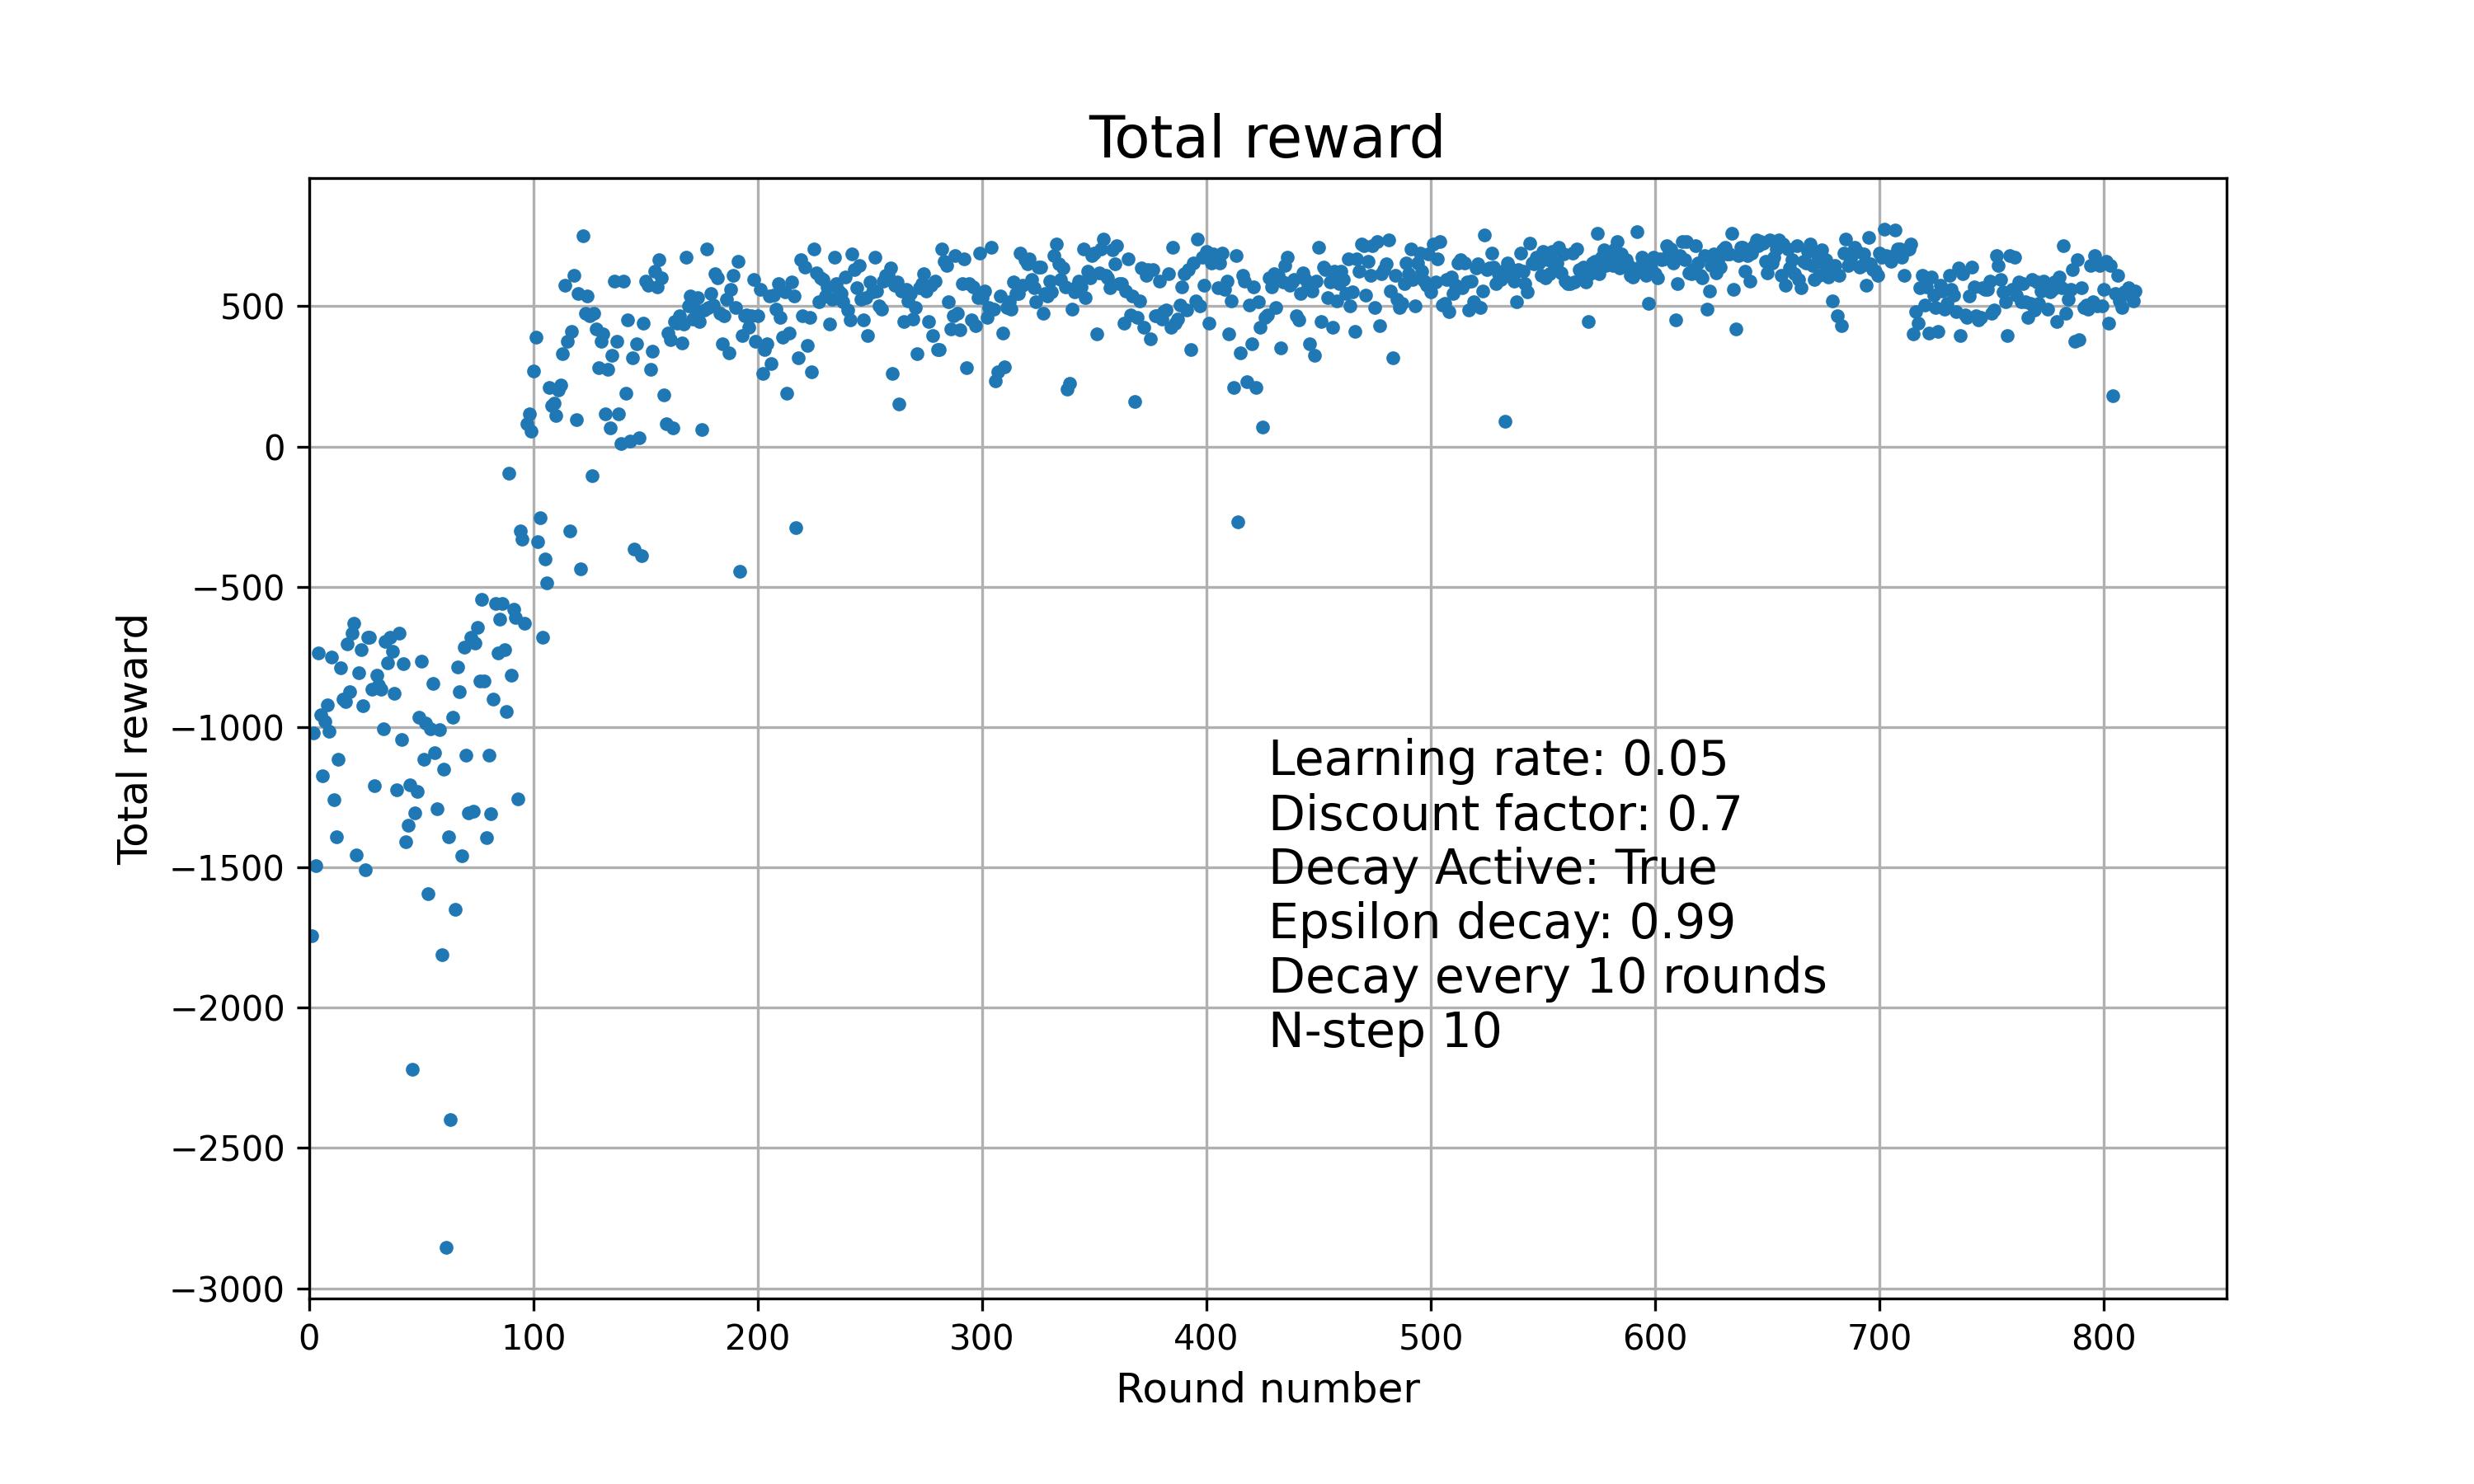 Total reward
500
0
−500
−1000
−1500
−2000
−2500
−3000
Total reward
Learning rate: 0.05
Discount factor: 0.7
Decay Active: True
Epsilon decay: 0.99
Decay every 10 rounds
N-step 10
0 100 200 300 400 500 600 700 800
Round number